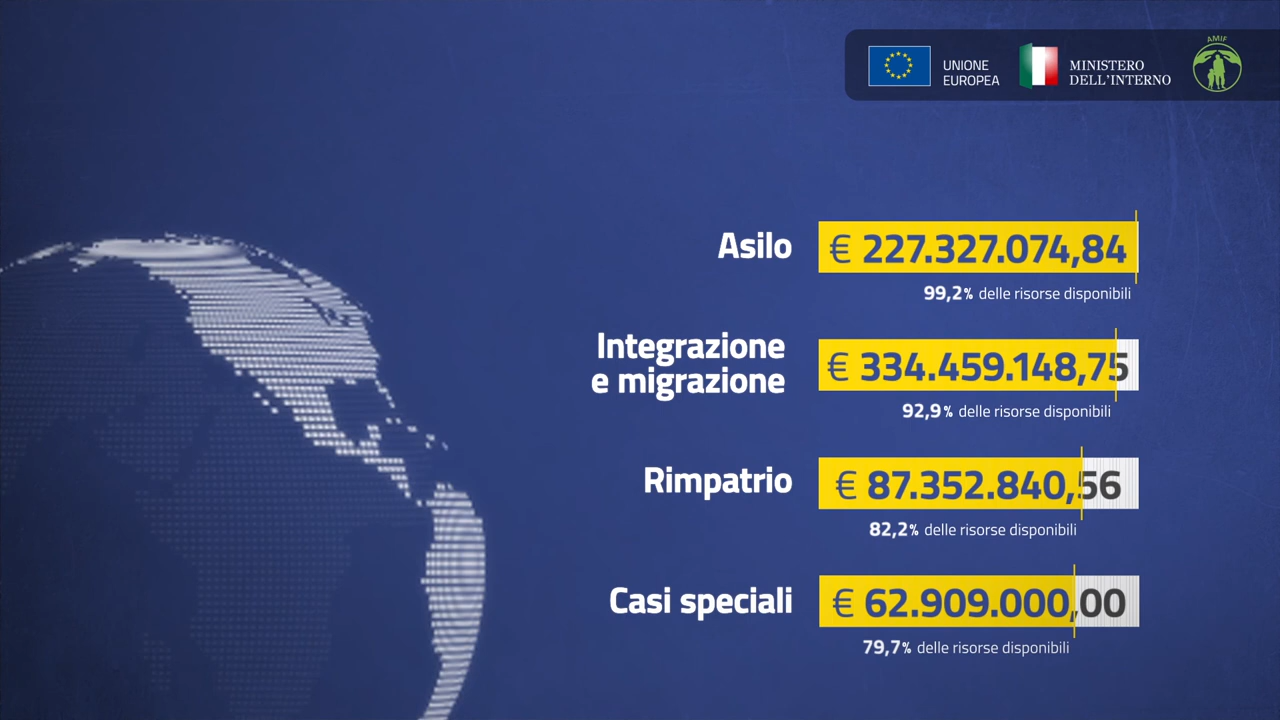 UNIONE
EUROPEA
MINISTERO
DELL'INTERNO
AMIF
Asilo
€ 227.327.074,84
99,2% delle risorse disponibili
Integrazione
e migrazione
€ 334.459.148,75
92,9% delle risorse disponibili
Rimpatrio
€ 87.352.840,56
82,2% delle risorse disponibili
Casi speciali
€ 62.909.000,00
79,7% delle risorse disponibili